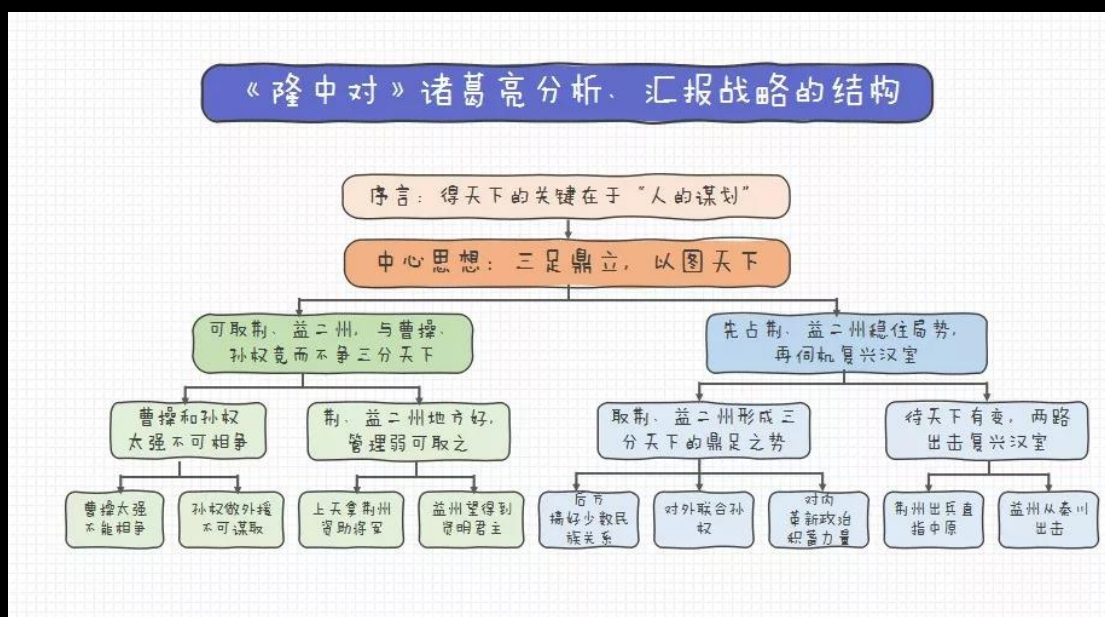 《隆中对》诸葛亮分析、汇报战略的结构
序言：得天下的关键在于“人的谋划”
中心思想：三足鼎立，以图天下
可取荆、益二州，与曹操、
孙权竞而不争三分天下
先占荆、益二州稳住局势，
再伺机复兴汉室
曹操和孙权
太强不可相争
荆、益二州地方好，
管理弱可取之
取荆、益二州形成三
分天下的鼎足之势
待天下有变，两路
出击复兴汉室
曹操太强
不能相争
孙权做外援
不可谋取
上天拿荆州
资助将军
益州望得到
贤明君主
后方
搞好少数民
族关系
对外联合孙
权
对内
革新政治
积蓄力量
荆州出兵直
指中原
益州从秦川
出击